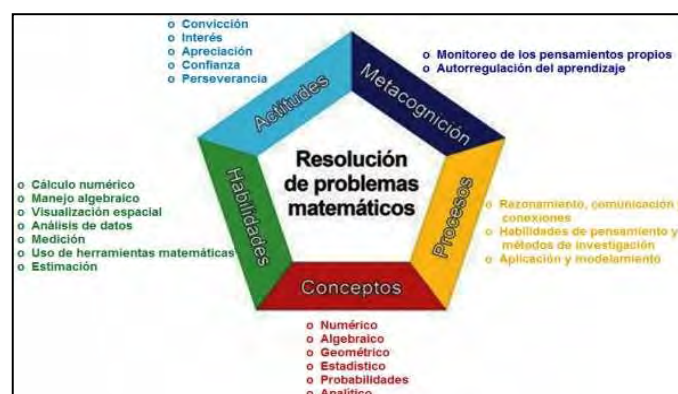 o Convicción
o Interés
o Apreciación
o Confianza
o Perseverancia
o Monitoreo de los pensamientos propios
o Autorregulación del aprendizaje
Actitudes
Metacognición
Resolución
de problemas
matemáticos
Habilidades
Procesos
Conceptos
o Cálculo numérico
o Manejo algebraico
o Visualización espacial
o Análisis de datos
o Medición
o Uso de herramientas matemáticas
o Estimación
o Razonamiento, comunicación y
conexiones
o Habilidades de pensamiento y
métodos de investigación
o Aplicación y modelamiento
o Numérico
o Algebraico
o Geométrico
o Estadístico
o Probabilidades
o Analítico